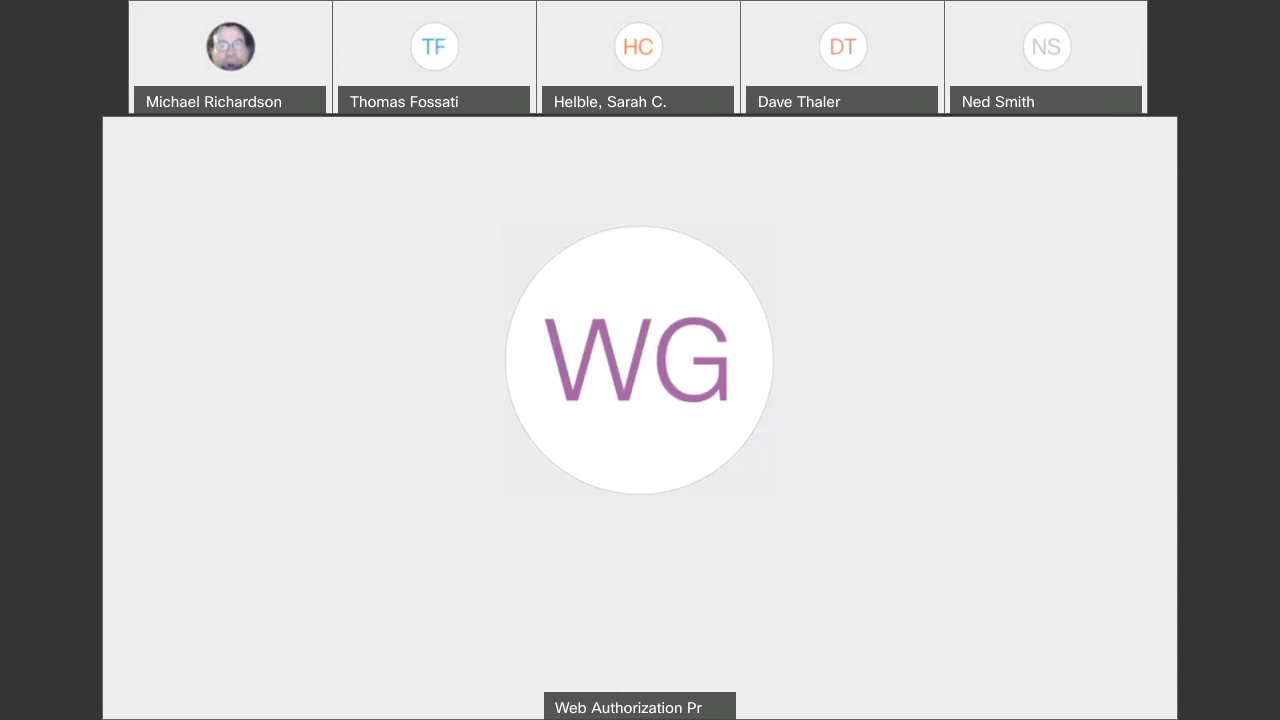 TF
HC
DT
NS
Michael Richardson
Thomas Fossati
Helble, Sarah C.
Dave Thaler
Ned Smith
WG
Web Authorization Pr